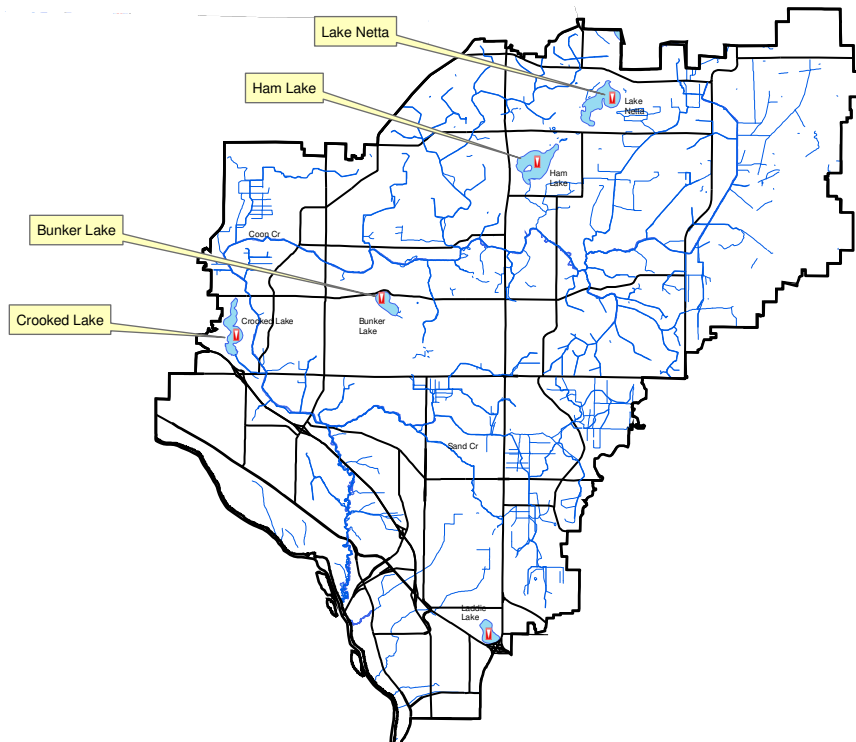 Lake Netta
Ham Lake
Lake
Netta
Ham
Lake
Bunker Lake
Coon Cr
Crooked Lake
Crooked Lake
Bunker
Lake
Sand Cr
Laddie
Lake